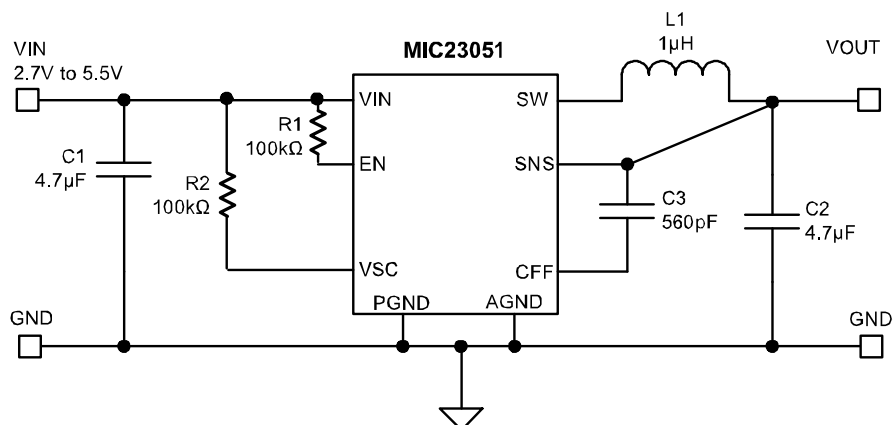 VIN
2.7V to 5.5V
MIC23051
L1
1µH
VOUT
VIN
SW
R1
100kΩ
EN
SNS
C1
4.7µF
R2
100kΩ
C3
560pF
C2
4.7µF
VSC
CFF
PGND
AGND
GND
GND